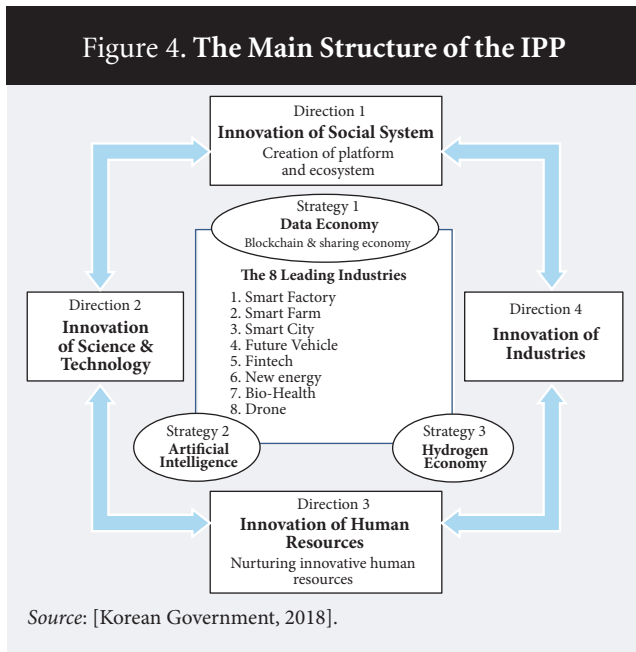 Figure 4. The Main Structure of the IPP
Direction 1
Innovation of Social System
Creation of platform
and ecosystem
Strategy 1
Data Economy
Blockchain & sharing economy
The 8 Leading Industries
1. Smart Factory
2. Smart Farm
3. Smart City
4. Future Vehicle
5. Fintech
6. New energy
7. Bio-Health
8. Drone
Direction 2
Innovation
of Science &
Technology
Direction 4
Innovation of
Industries
Strategy 2
Artificial
Intelligence
Strategy 3
Hydrogen
Economy
Direction 3
Innovation of Human
Resources
Nurturing innovative human
resources
Source: [Korean Government, 2018].